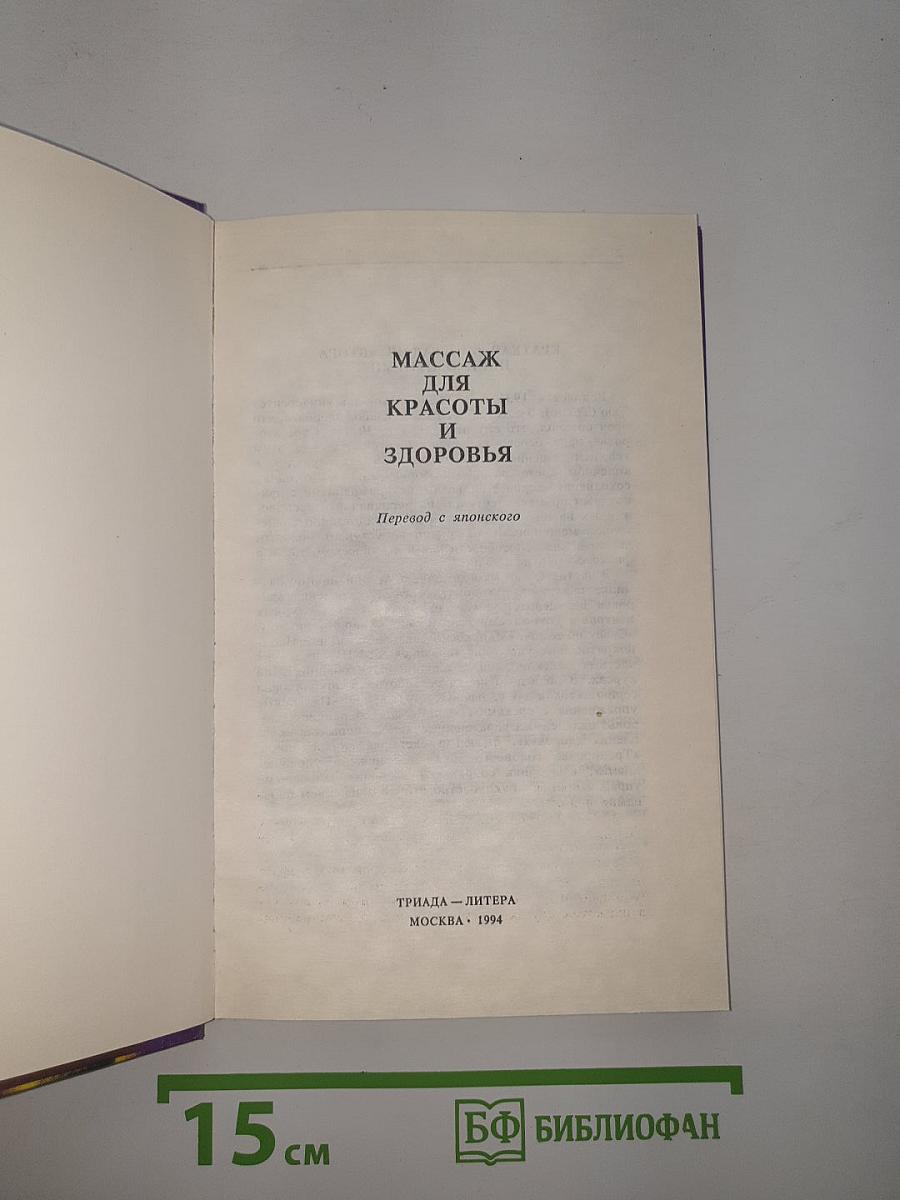 МАССАЖ
ДЛЯ
КРАСОТЫ
И
ЗДОРОВЬЯ
Перевод с японского
ТРИАДА — ЛИТЕРА
МОСКВА · 1994
15 см
БФ БИБЛИОФАН